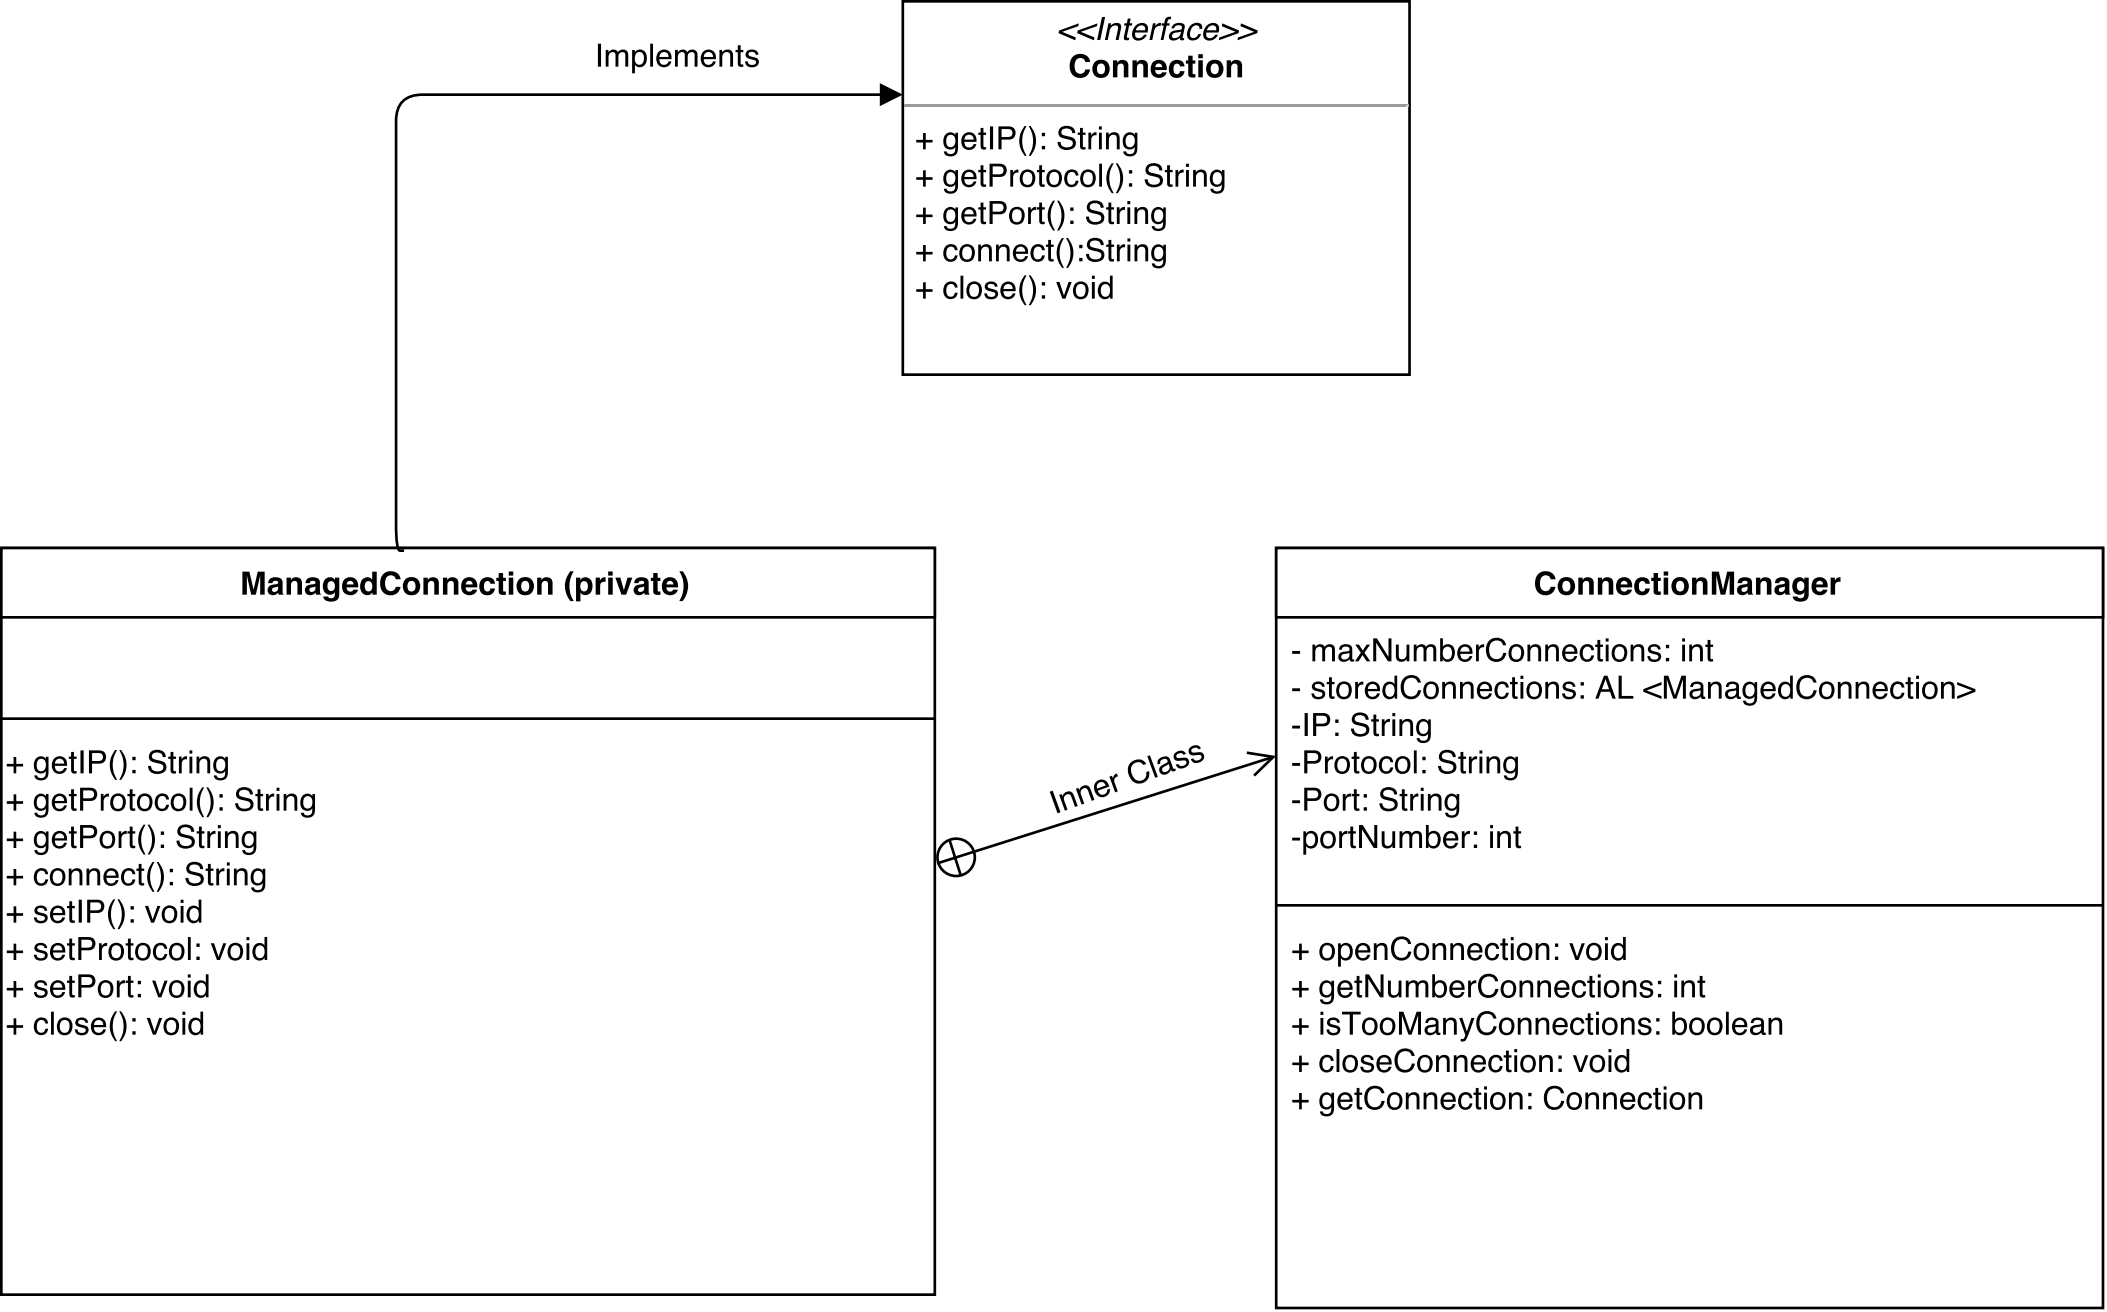 Implements
<<Interface>>
Connection
+ getIP(): String
+ getProtocol(): String
+ getPort(): String
+ connect():String
+ close(): void
ManagedConnection (private)
+ getIP(): String
+ getProtocol(): String
+ getPort(): String
+ connect(): String
+ setIP(): void
+ setProtocol: void
+ setPort: void
+ close(): void
Inner Class
ConnectionManager
- maxNumberConnections: int
- storedConnections: AL <ManagedConnection>
-IP: String
-Protocol: String
-Port: String
-portNumber: int
+ openConnection: void
+ getNumberConnections: int
+ isTooManyConnections: boolean
+ closeConnection: void
+ getConnection: Connection